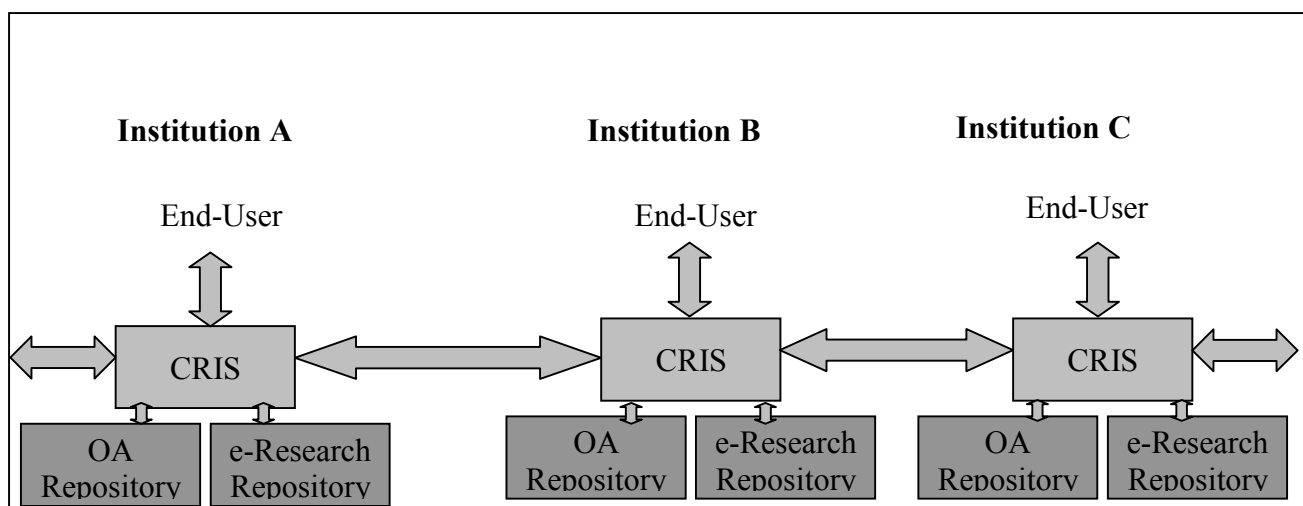 Institution A
Institution B
Institution C
End-User
End-User
End-User
CRIS
CRIS
CRIS
OA
Repository
e-Research
Repository
OA
Repository
e-Research
Repository
OA
Repository
e-Research
Repository